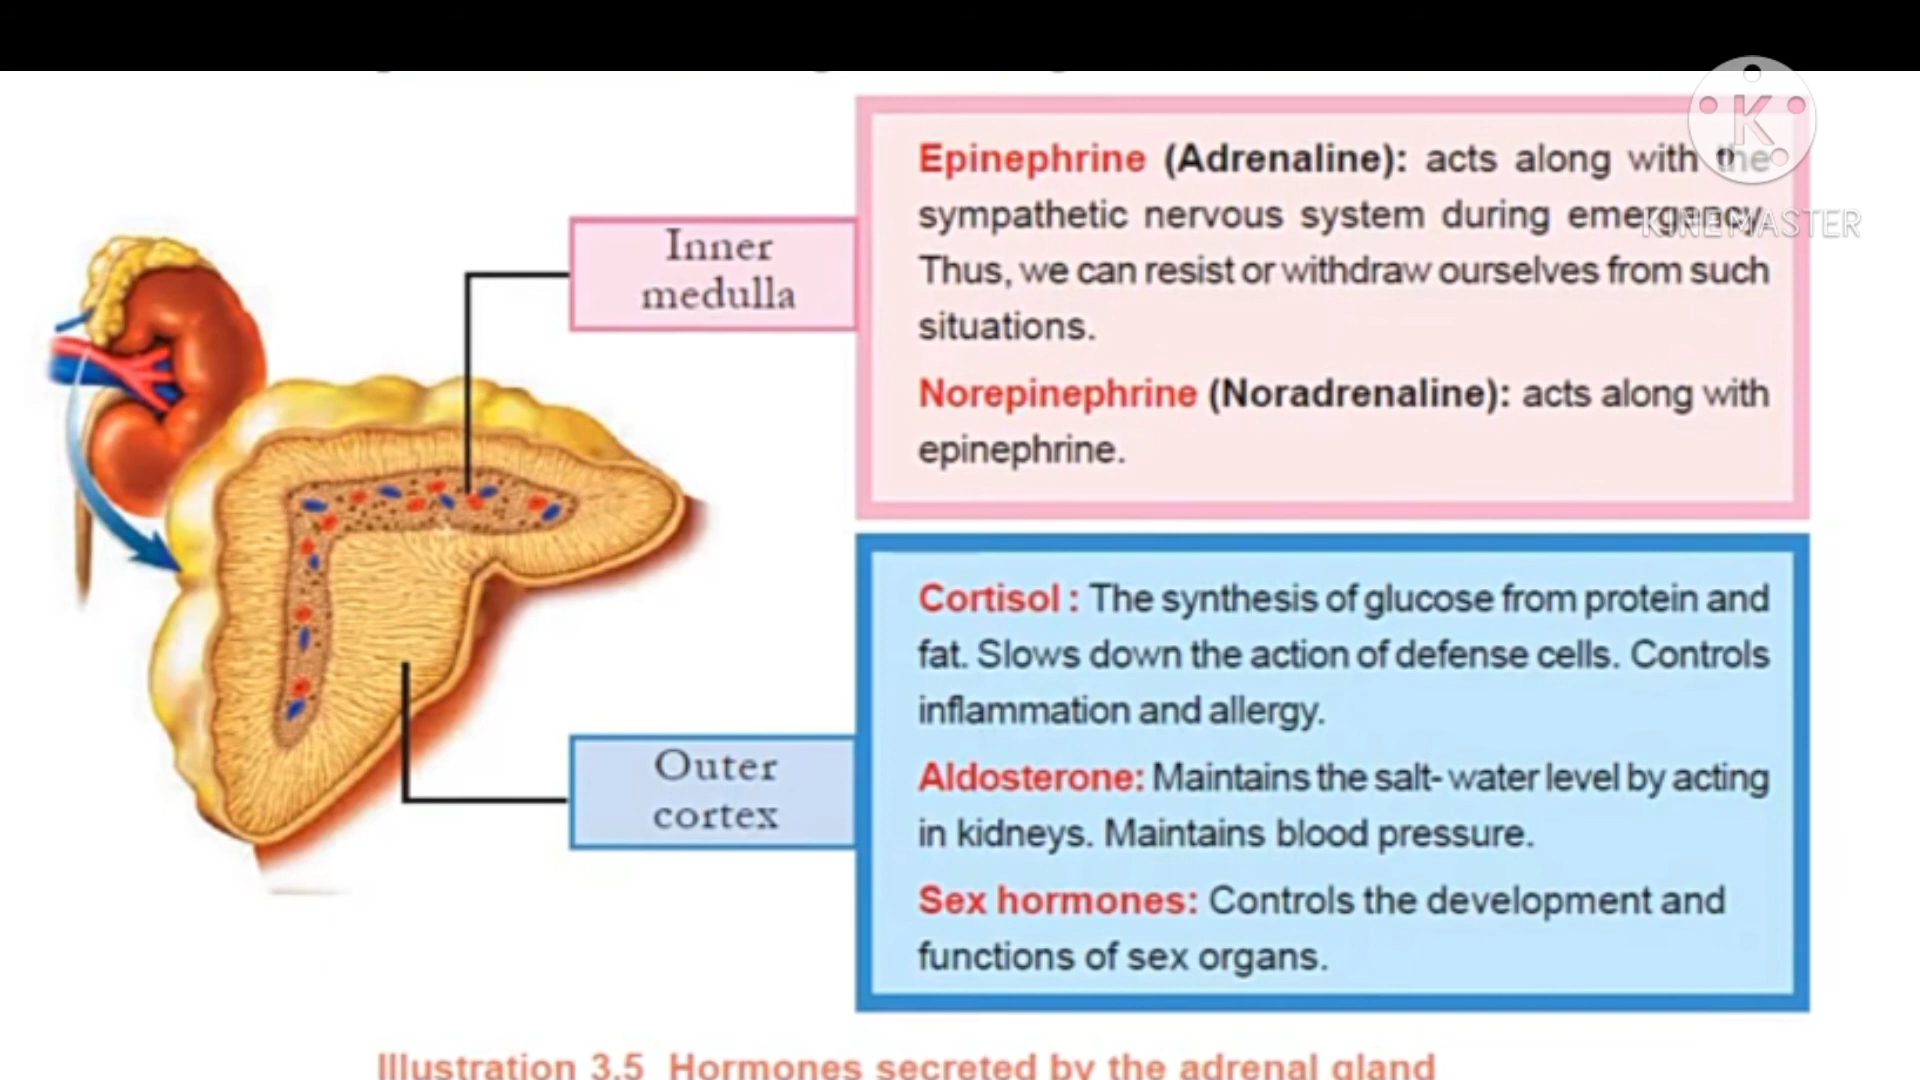 Inner
medulla
Epinephrine (Adrenaline): acts along with the
sympathetic nervous system during emergency.
Thus, we can resist or withdraw ourselves from such
situations.
Norepinephrine (Noradrenaline): acts along with
epinephrine.
Outer
cortex
Cortisol : The synthesis of glucose from protein and
fat. Slows down the action of defense cells. Controls
inflammation and allergy.
Aldosterone: Maintains the salt- water level by acting
in kidneys. Maintains blood pressure.
Sex hormones: Controls the development and
functions of sex organs.
Illustration 3.5 Hormones secreted by the adrenal gland
K
KINEMASTER